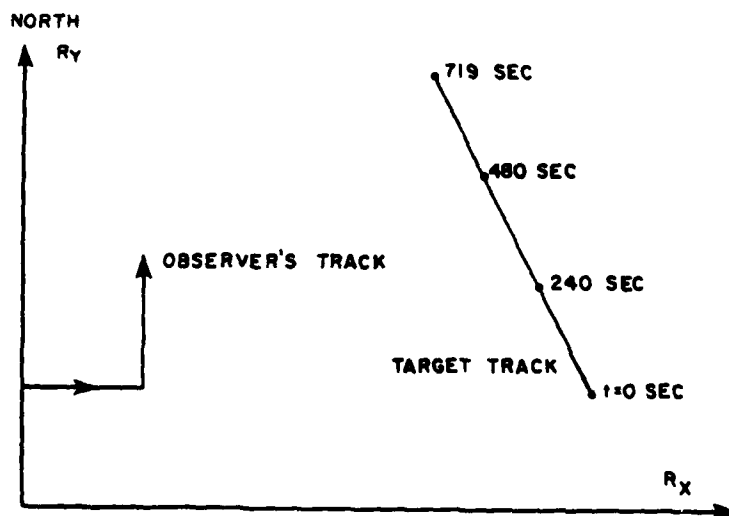 NORTH
RY
719 SEC
480 SEC
OBSERVER'S TRACK
240 SEC
TARGET TRACK
t=0 SEC
RX